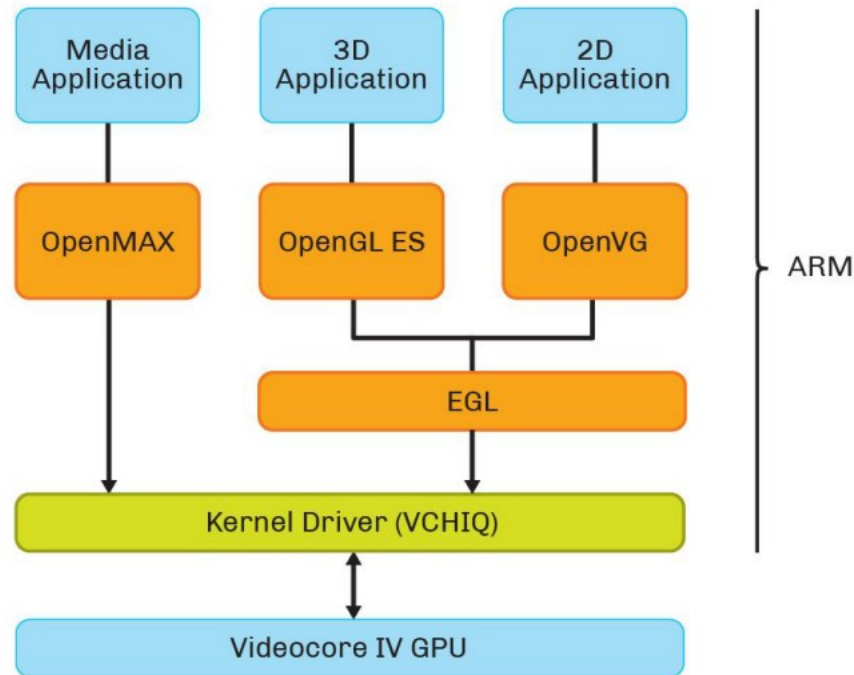 Media
Application
3D
Application
2D
Application
OpenMAX
OpenGL ES
OpenVG
ARM
EGL
Kernel Driver (VCHIQ)
Videocore IV GPU